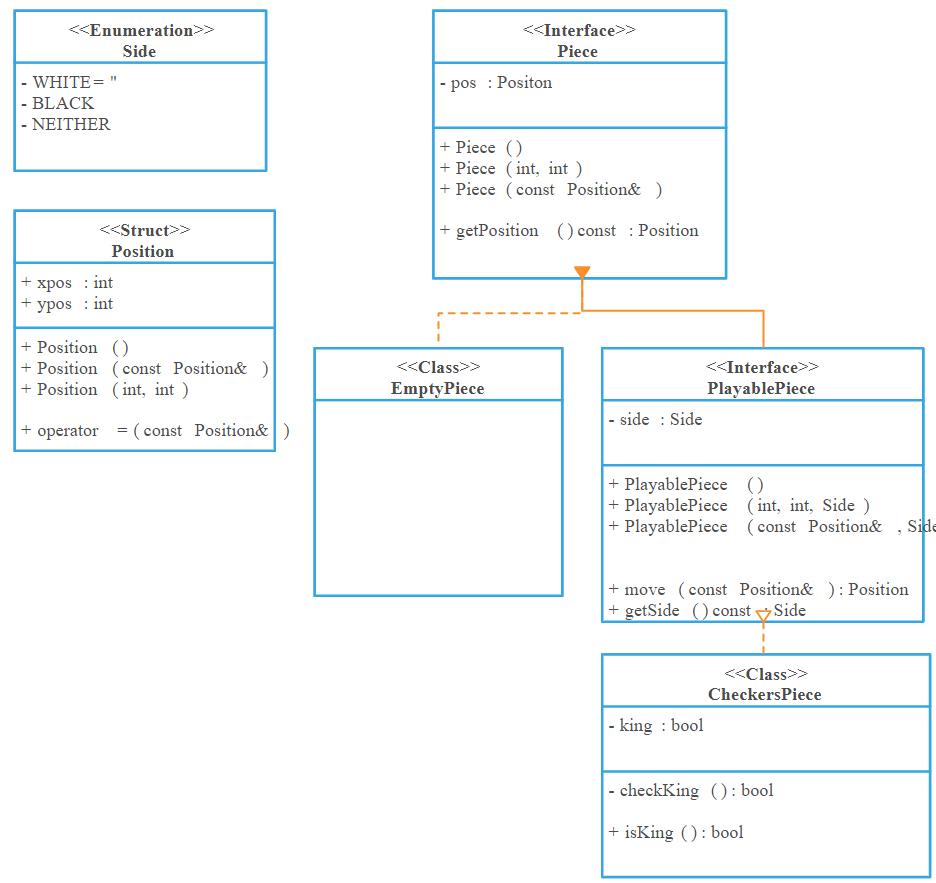 <<Enumeration>>
Side
- WHITE= "
- BLACK
- NEITHER
<<Interface>>
Piece
- pos : Positon
+ Piece ()
+ Piece (int, int )
+ Piece (const Position& )
+ getPosition ()const : Position
<<Struct>>
Position
+ xpos : int
+ ypos : int
+ Position ()
+ Position (const Position& )
+ Position (int, int )
+ operator =(const Position& )
<<Class>>
EmptyPiece
<<Interface>>
PlayablePiece
- side : Side
+ PlayablePiece ()
+ PlayablePiece (int, int, Side )
+ PlayablePiece (const Position& , Side
+ move (const Position& ): Position
+ getSide ()const : Side
<<Class>>
CheckersPiece
- king : bool
- checkKing (): bool
+ isKing (): bool